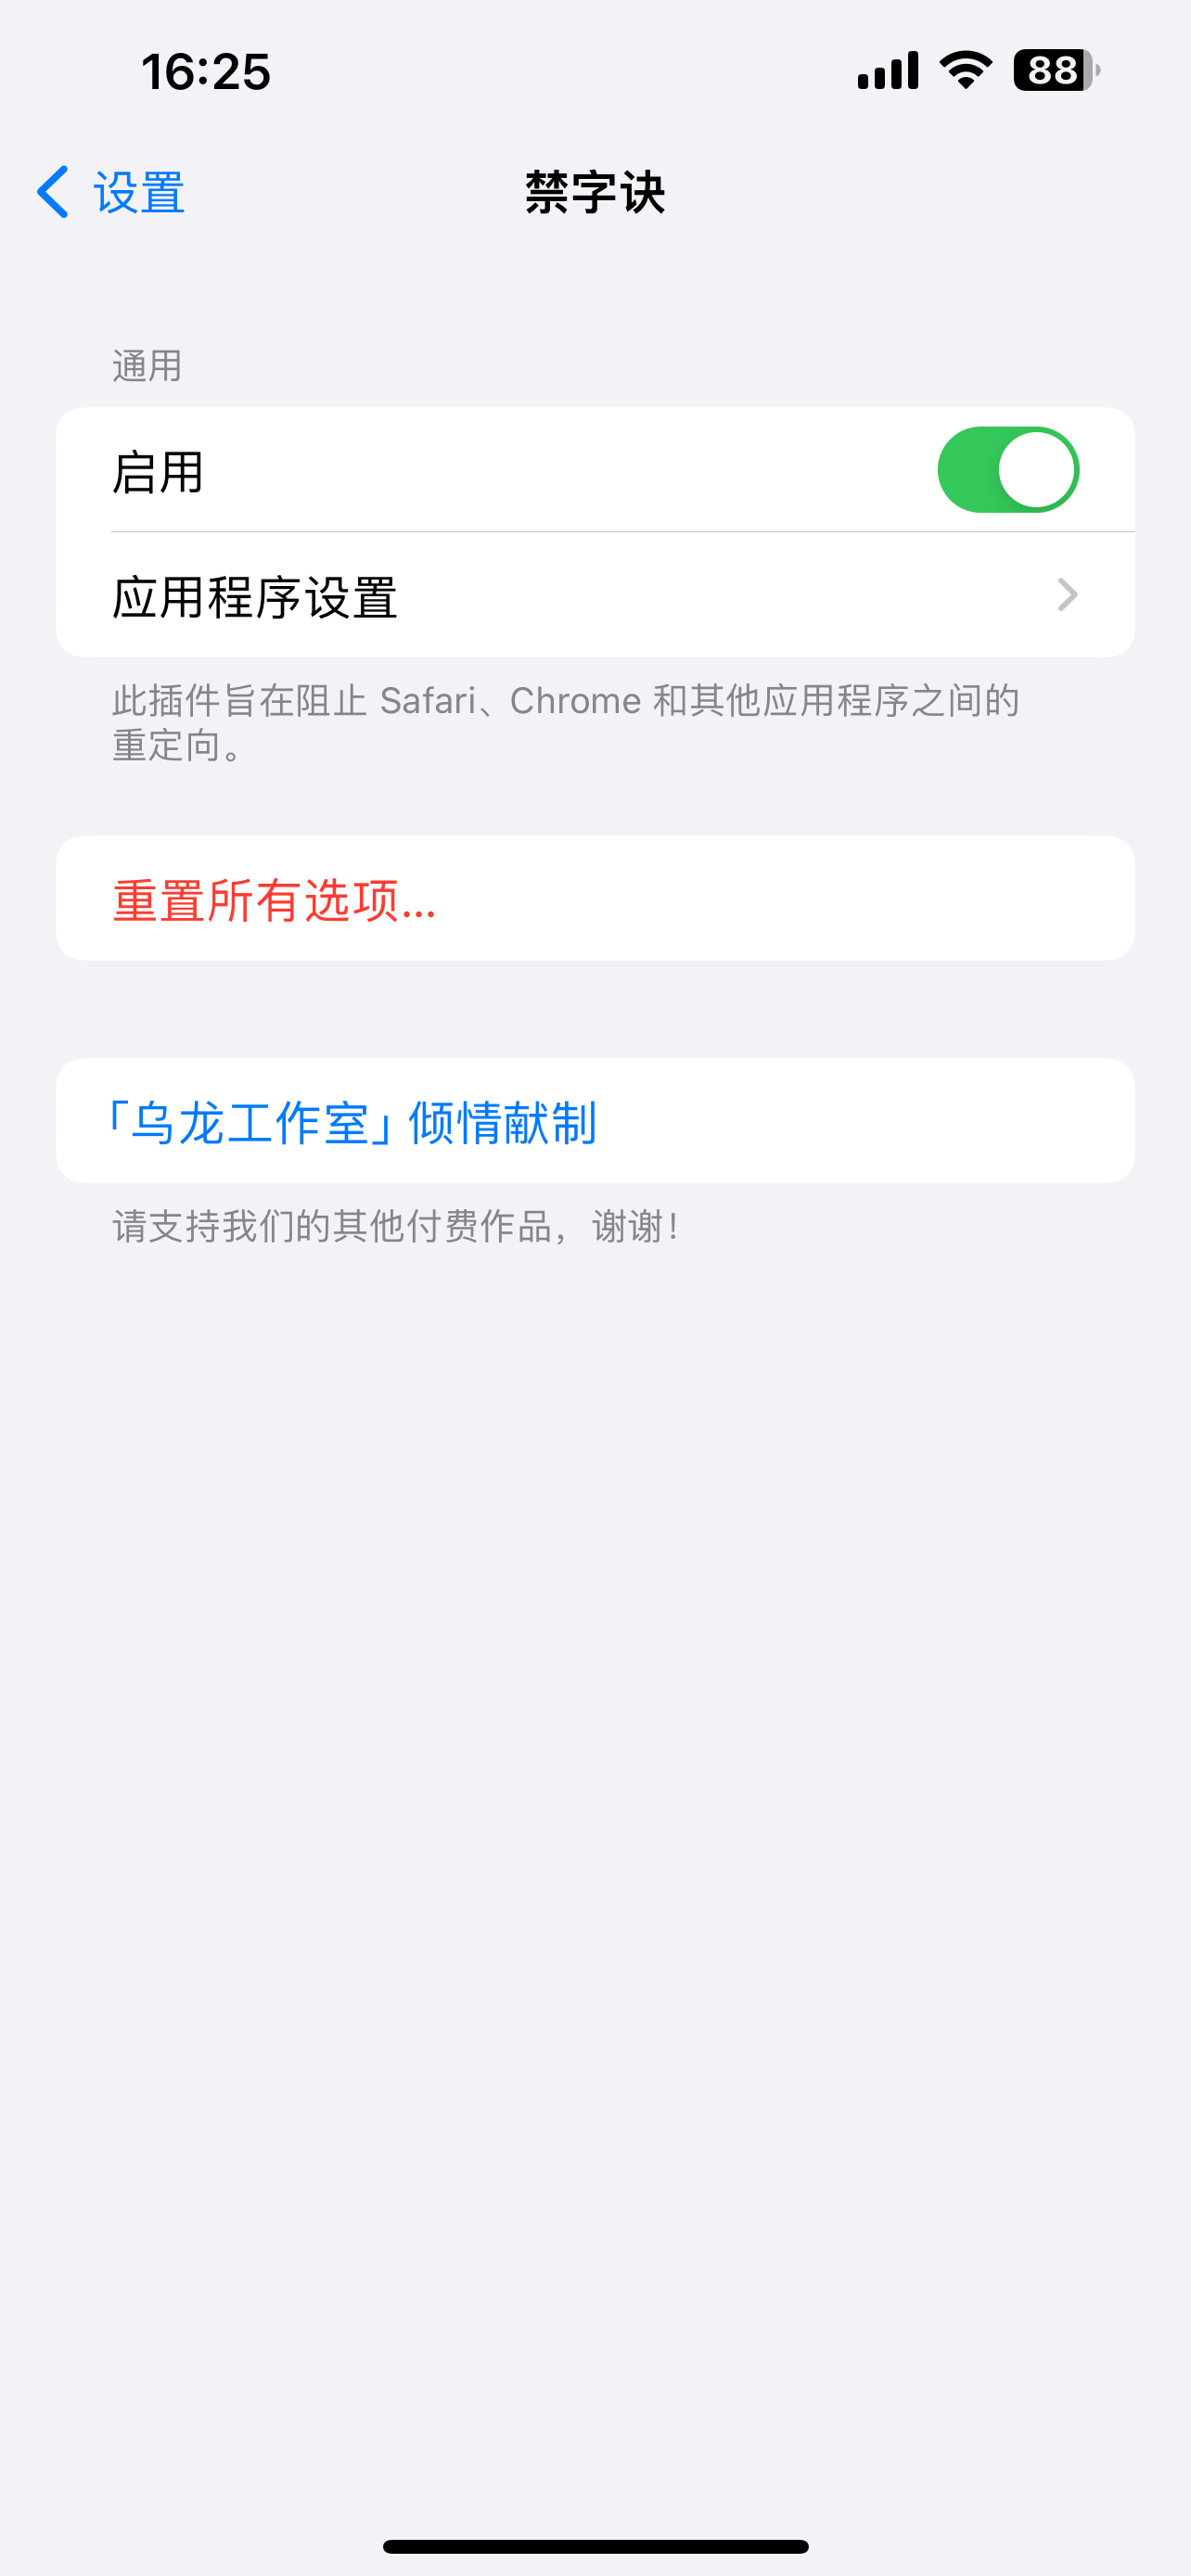 16:25
88
设置
禁字诀
通用
启用
应用程序设置
此插件旨在阻止 Safari、Chrome 和其他应用程序之间的
重定向。
重置所有选项...
「乌龙工作室」倾情献制
请支持我们的其他付费作品，谢谢！